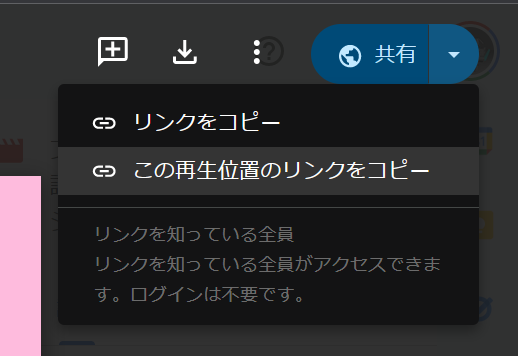 共有
リンクをコピー
この再生位置のリンクをコピー
リンクを知っている全員
リンクを知っている全員がアクセスできま
す。ログインは不要です。